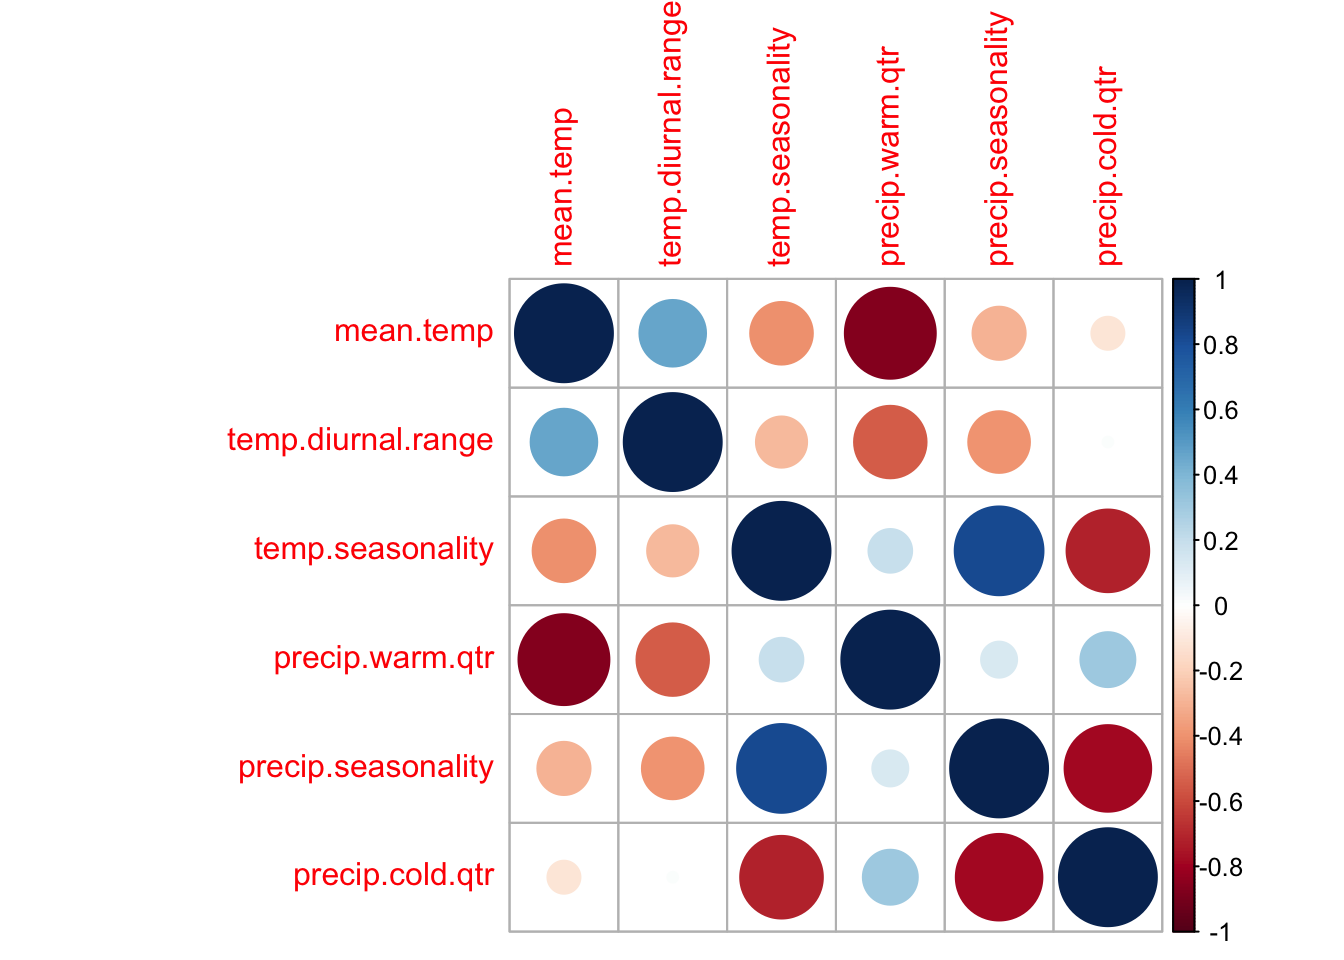 mean.temp
temp.diurnal.range
temp.seasonality
precip.warm.qtr
precip.seasonality
precip.cold.qtr
mean.temp
temp.diurnal.range
temp.seasonality
precip.warm.qtr
precip.seasonality
precip.cold.qtr
1
0.8
0.6
0.4
0.2
0
-0.2
-0.4
-0.6
-0.8
-1